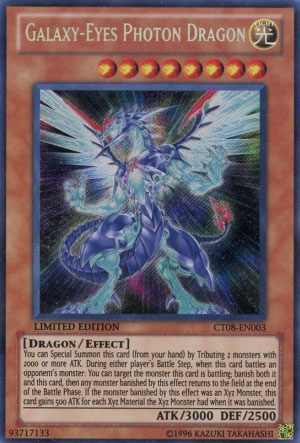 GALAXY-EYES PHOTON DRAGON
LIGHT
光
LIMITED EDITION
CT08-EN003
[DRAGON/EFFECT]
You can Special Summon this card (from your hand) by Tributing 2 monsters with
2000 or more ATK. During either player's Battle Step, when this card battles an
opponent's monster: You can target the monster this card is battling; banish both it
and this card, then any monster banished by this effect returns to the field at the end
of the Battle Phase. If the monster banished by this effect was an Xyz Monster, this
card gains 500 ATK for each Xyz Material the Xyz Monster had when it was banished.
ATK/3000 DEF/2500
93717133
©1996 KAZUKI TAKAHASHI